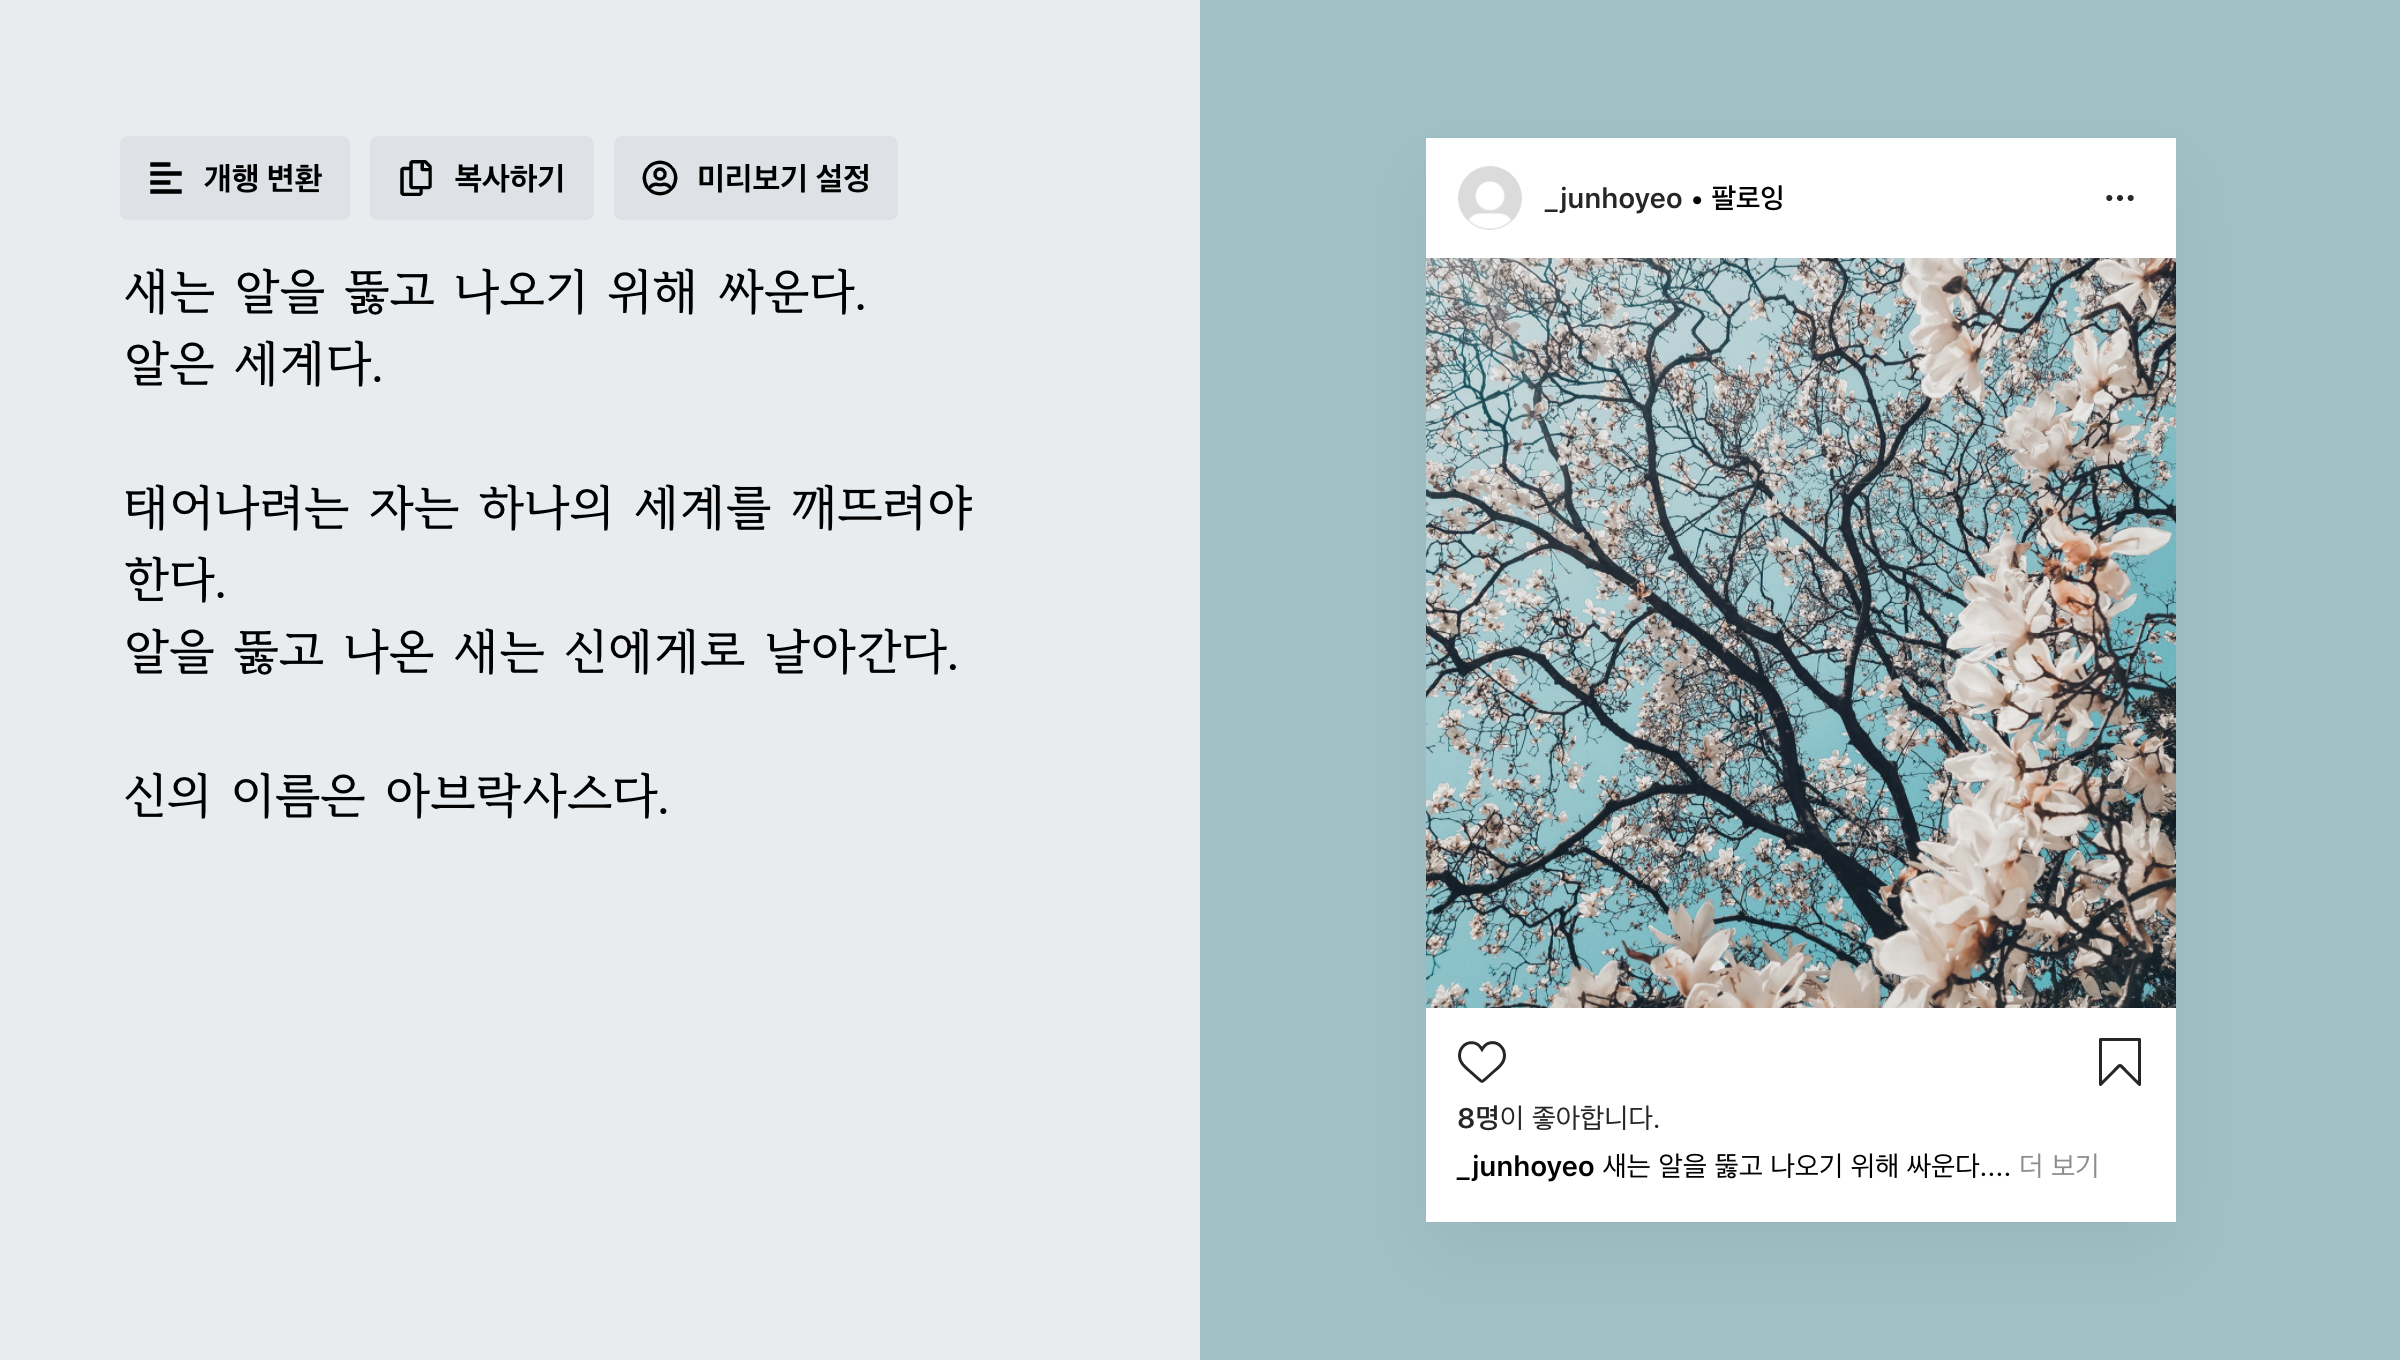 개행 변환
복사하기
미리보기 설정
새는 알을 뚫고 나오기 위해 싸운다.
알은 세계다.
태어나려는 자는 하나의 세계를 깨뜨려야
한다.
알을 뚫고 나온 새는 신에게로 날아간다.
신의 이름은 아브락사스다.
_junhoyeo • 팔로잉
8명이 좋아합니다.
_junhoyeo 새는 알을 뚫고 나오기 위해 싸운다.... 더 보기